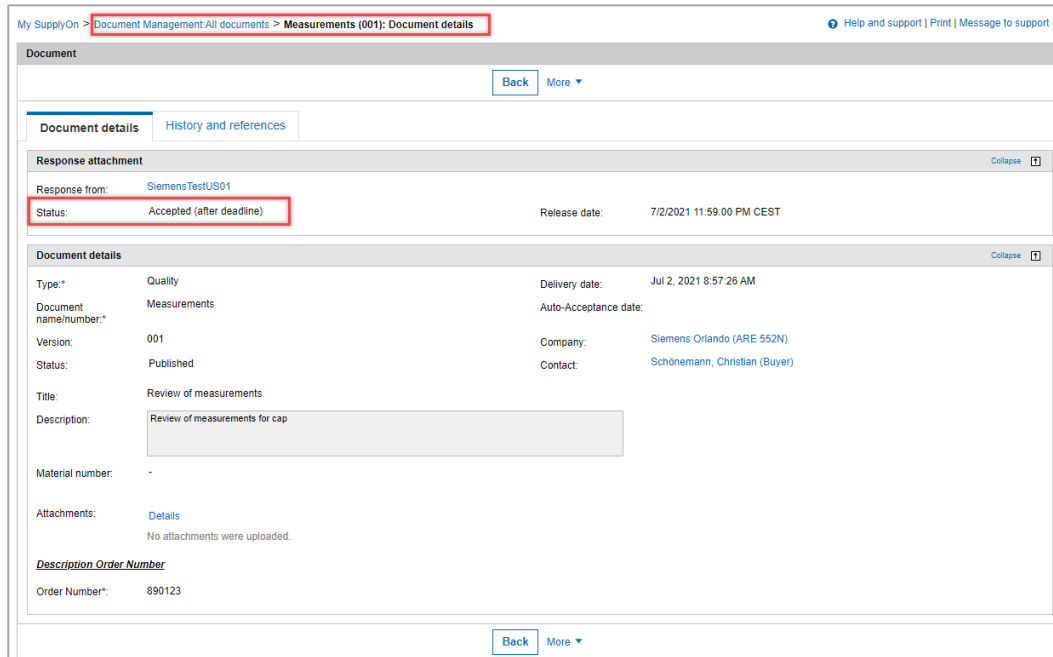 My SupplyOn > Document Management:All documents > Measurements (001): Document details
Help and support | Print | Message to support
Document
Back More
Document details History and references
Response attachment Collapse
Response from: SiemensTestUS01
Status: Accepted (after deadline) Release date: 7/2/2021 11:59:00 PM CEST
Document details Collapse
Type:* Quality Delivery date: Jul 2, 2021 8:57:26 AM
Document name/number:* Measurements Auto-Acceptance date:
Version: 001 Company: Siemens Orlando (ARE 552N)
Status: Published Contact: Schönemann, Christian (Buyer)
Title: Review of measurements
Description: Review of measurements for cap
Material number: -
Attachments: Details
No attachments were uploaded.
Description Order Number
Order Number*: 890123
Back More